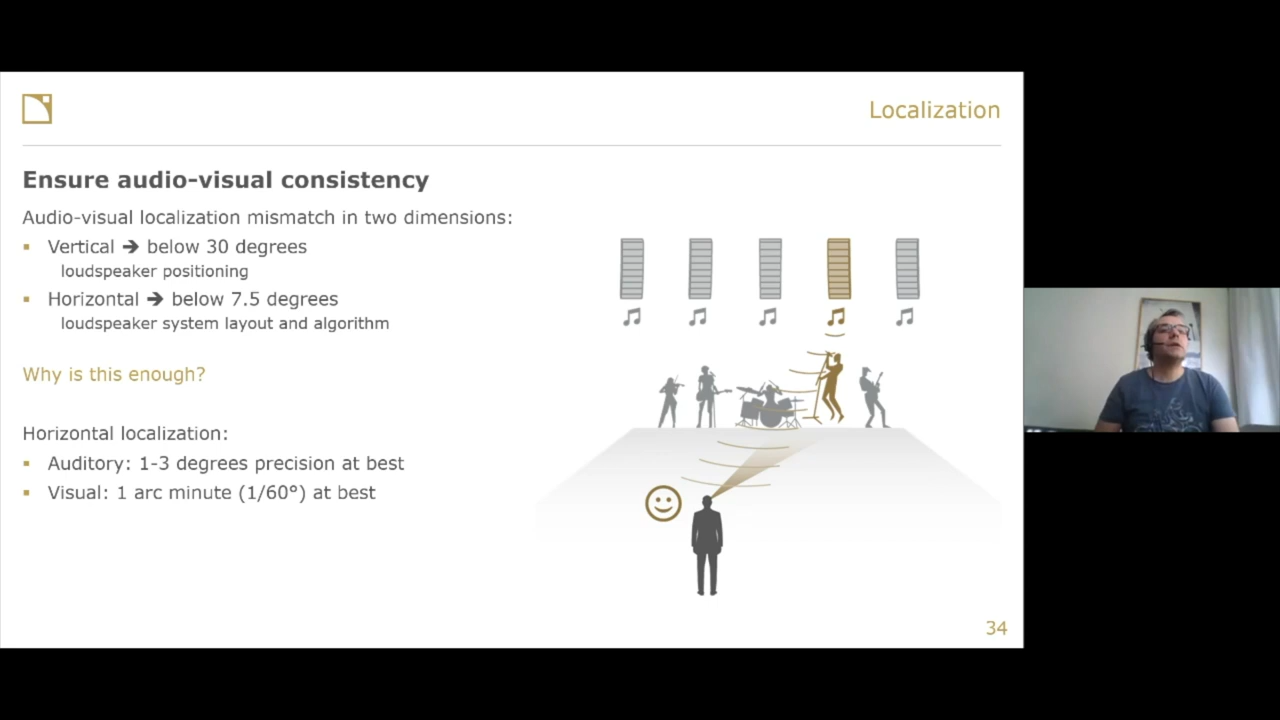 Localization
Ensure audio-visual consistency
Audio-visual localization mismatch in two dimensions:
▪ Vertical ➔ below 30 degrees
loudspeaker positioning
▪ Horizontal ➔ below 7.5 degrees
loudspeaker system layout and algorithm
Why is this enough?
Horizontal localization:
▪ Auditory: 1-3 degrees precision at best
▪ Visual: 1 arc minute (1/60°) at best
34